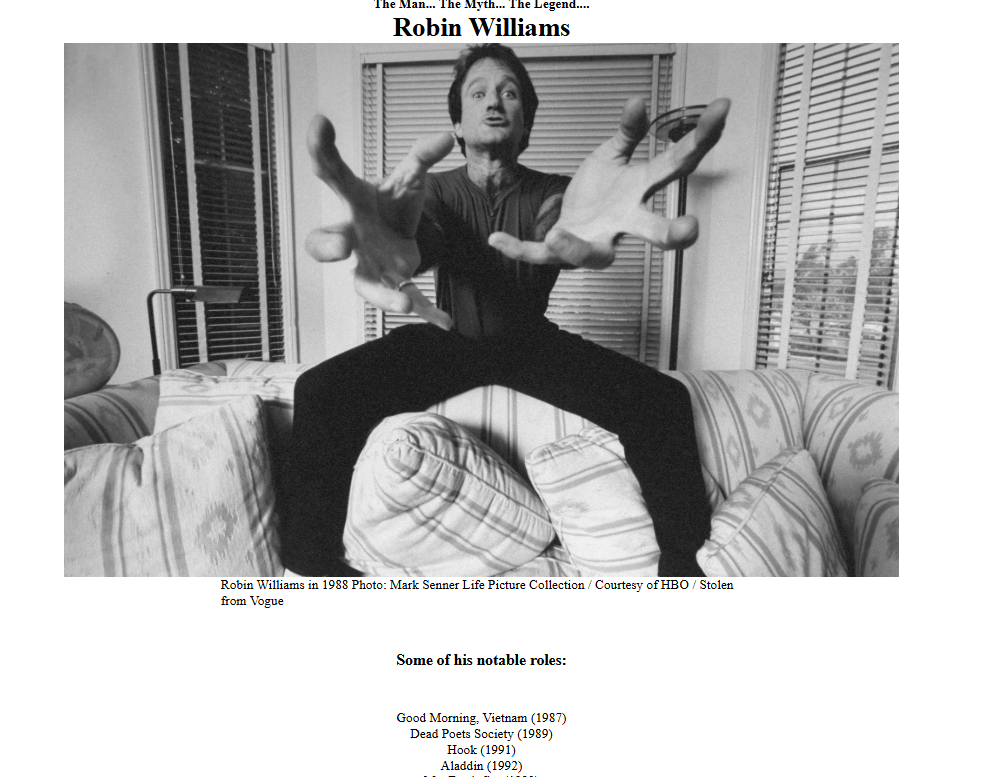 The Man... The Myth... The Legend....
Robin Williams
Robin Williams in 1988 Photo: Mark Senner Life Picture Collection / Courtesy of HBO / Stolen
from Vogue
Some of his notable roles:
Good Morning, Vietnam (1987)
Dead Poets Society (1989)
Hook (1991)
Aladdin (1992)